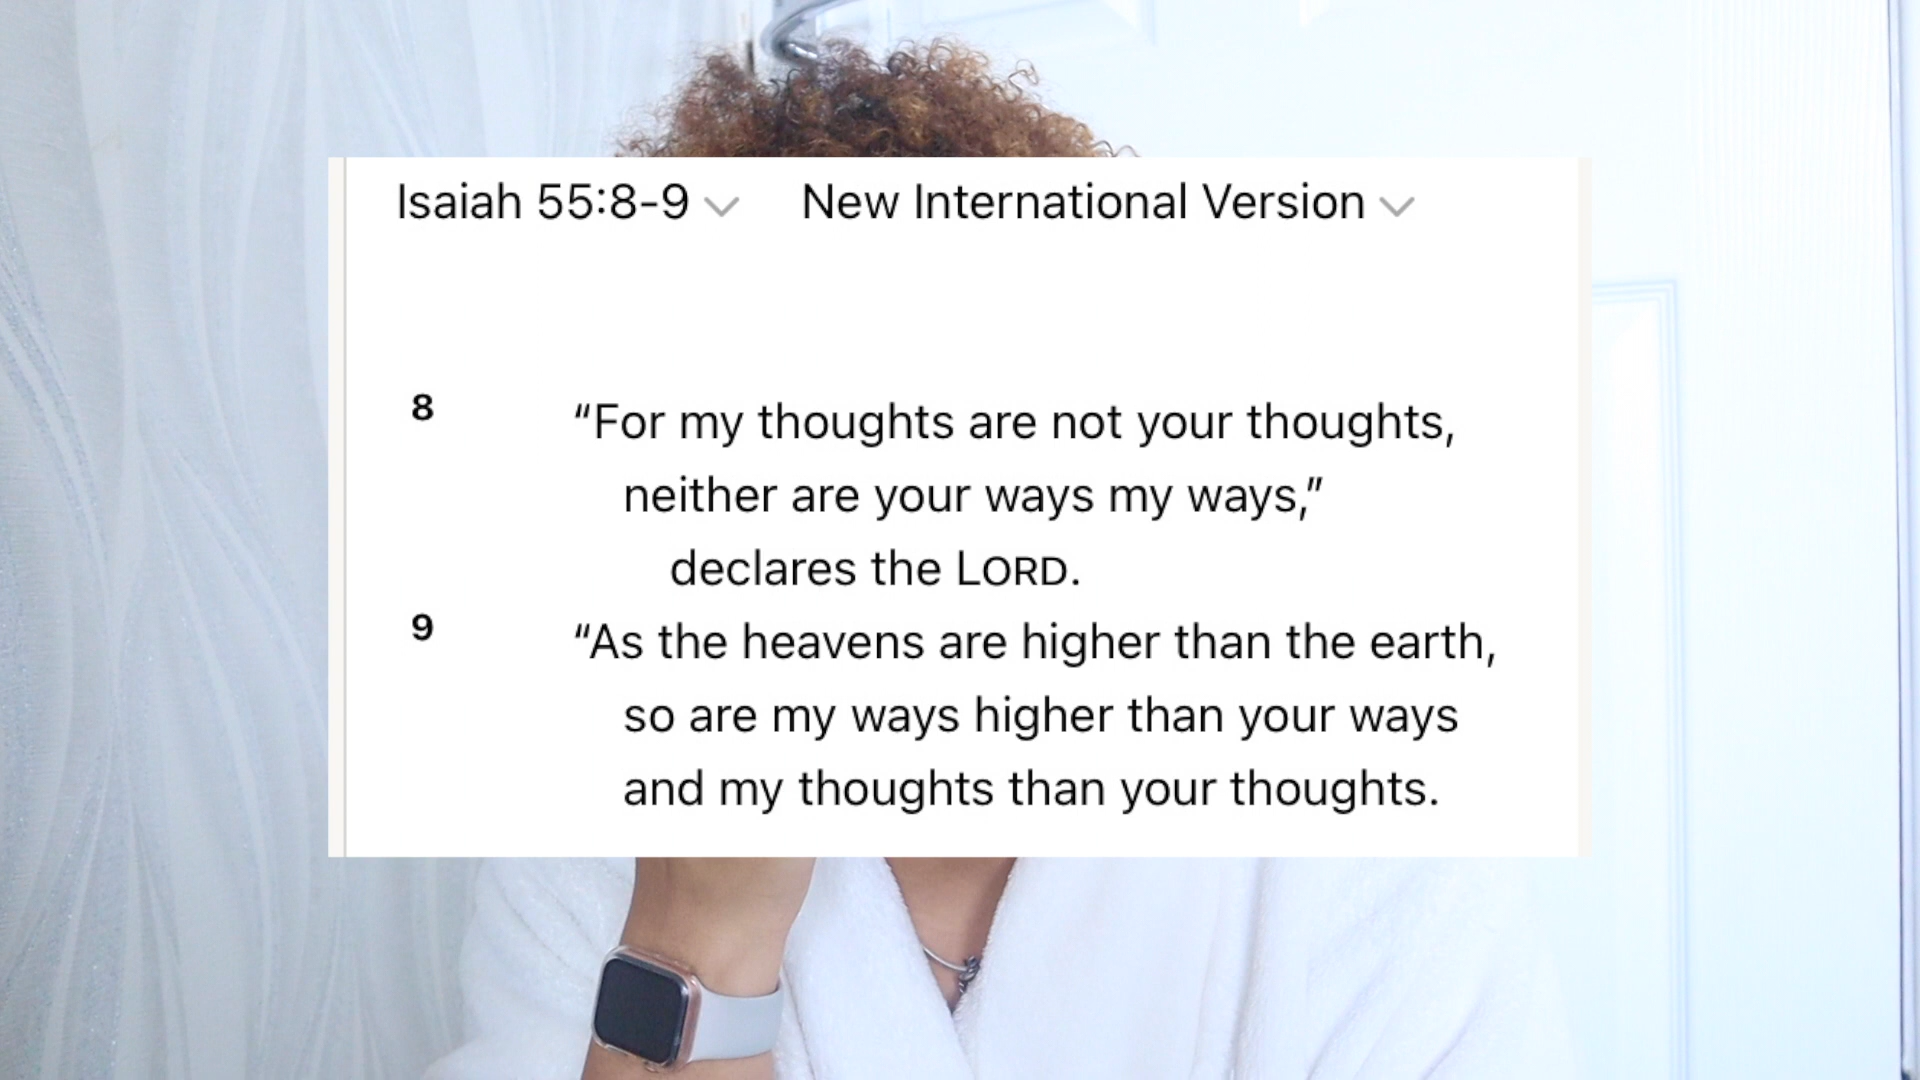 Isaiah 55:8-9 New International Version
8 “For my thoughts are not your thoughts,
neither are your ways my ways,”
declares the LORD.
9 “As the heavens are higher than the earth,
so are my ways higher than your ways
and my thoughts than your thoughts.